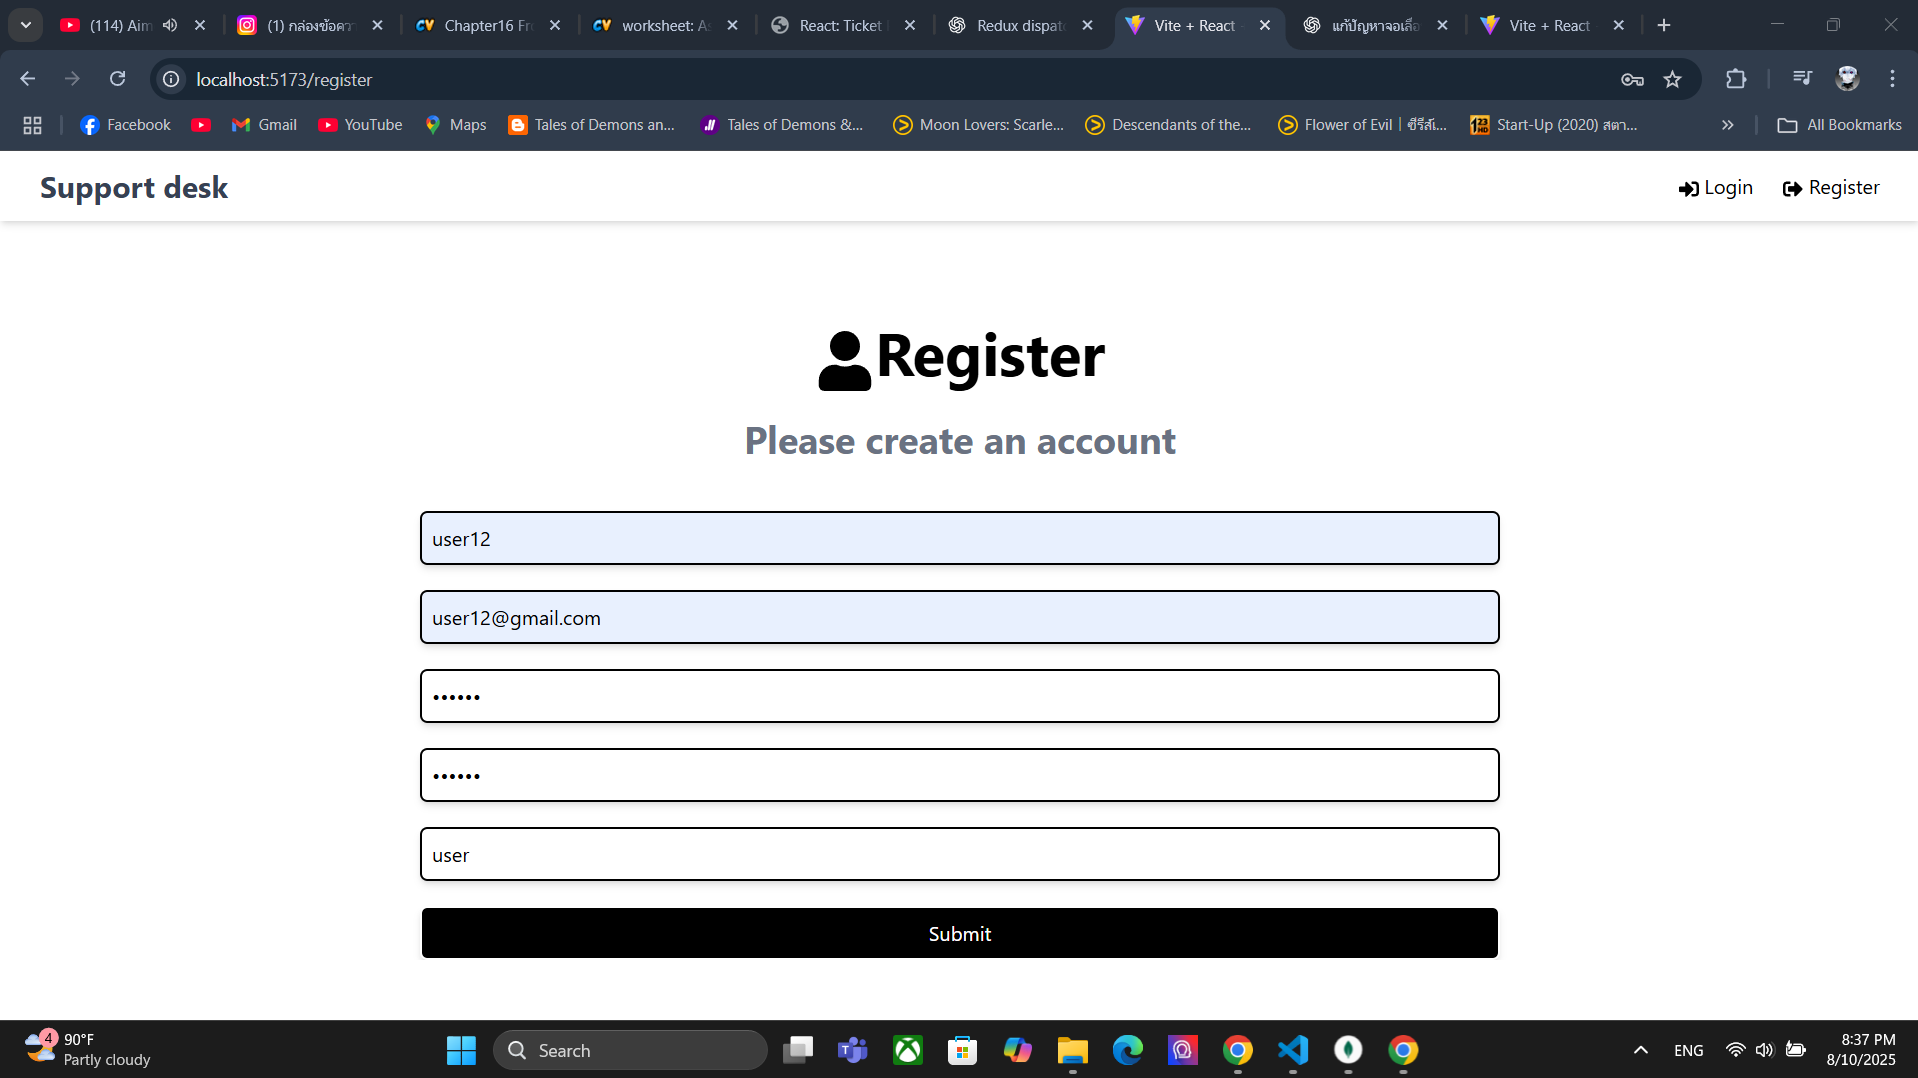 (114) Aim
(1) กล่องข้อควา
Chapter16 Fr
worksheet: As
React: Ticket
Redux dispat
Vite + React
แก้ปัญหาจอเลื่อ
Vite + React
localhost:5173/register
Facebook
Gmail
YouTube
Maps
Tales of Demons an...
Tales of Demons &...
Moon Lovers: Scarle...
Descendants of the...
Flower of Evil | ซีรีส์เ...
Start-Up (2020) สตา...
All Bookmarks
Support desk
Login
Register
Register
Please create an account
user12
user12@gmail.com
••••••
••••••
user
Submit
4
90°F
Partly cloudy
Search
ENG
8:37 PM
8/10/2025